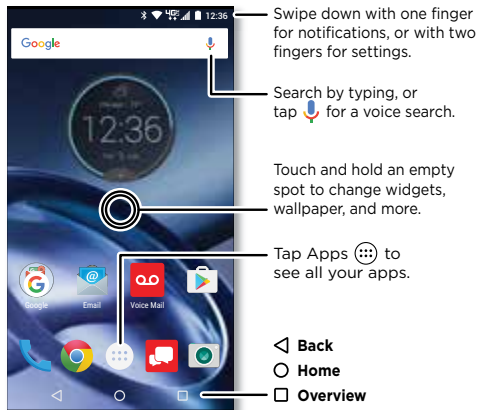 4G 12:36
Google
12:36
Google
Email
Voice Mail
Swipe down with one finger
for notifications, or with two
fingers for settings.
Search by typing, or
tap for a voice search.
Touch and hold an empty
spot to change widgets,
wallpaper, and more.
Tap Apps to
see all your apps.
Back
Home
Overview